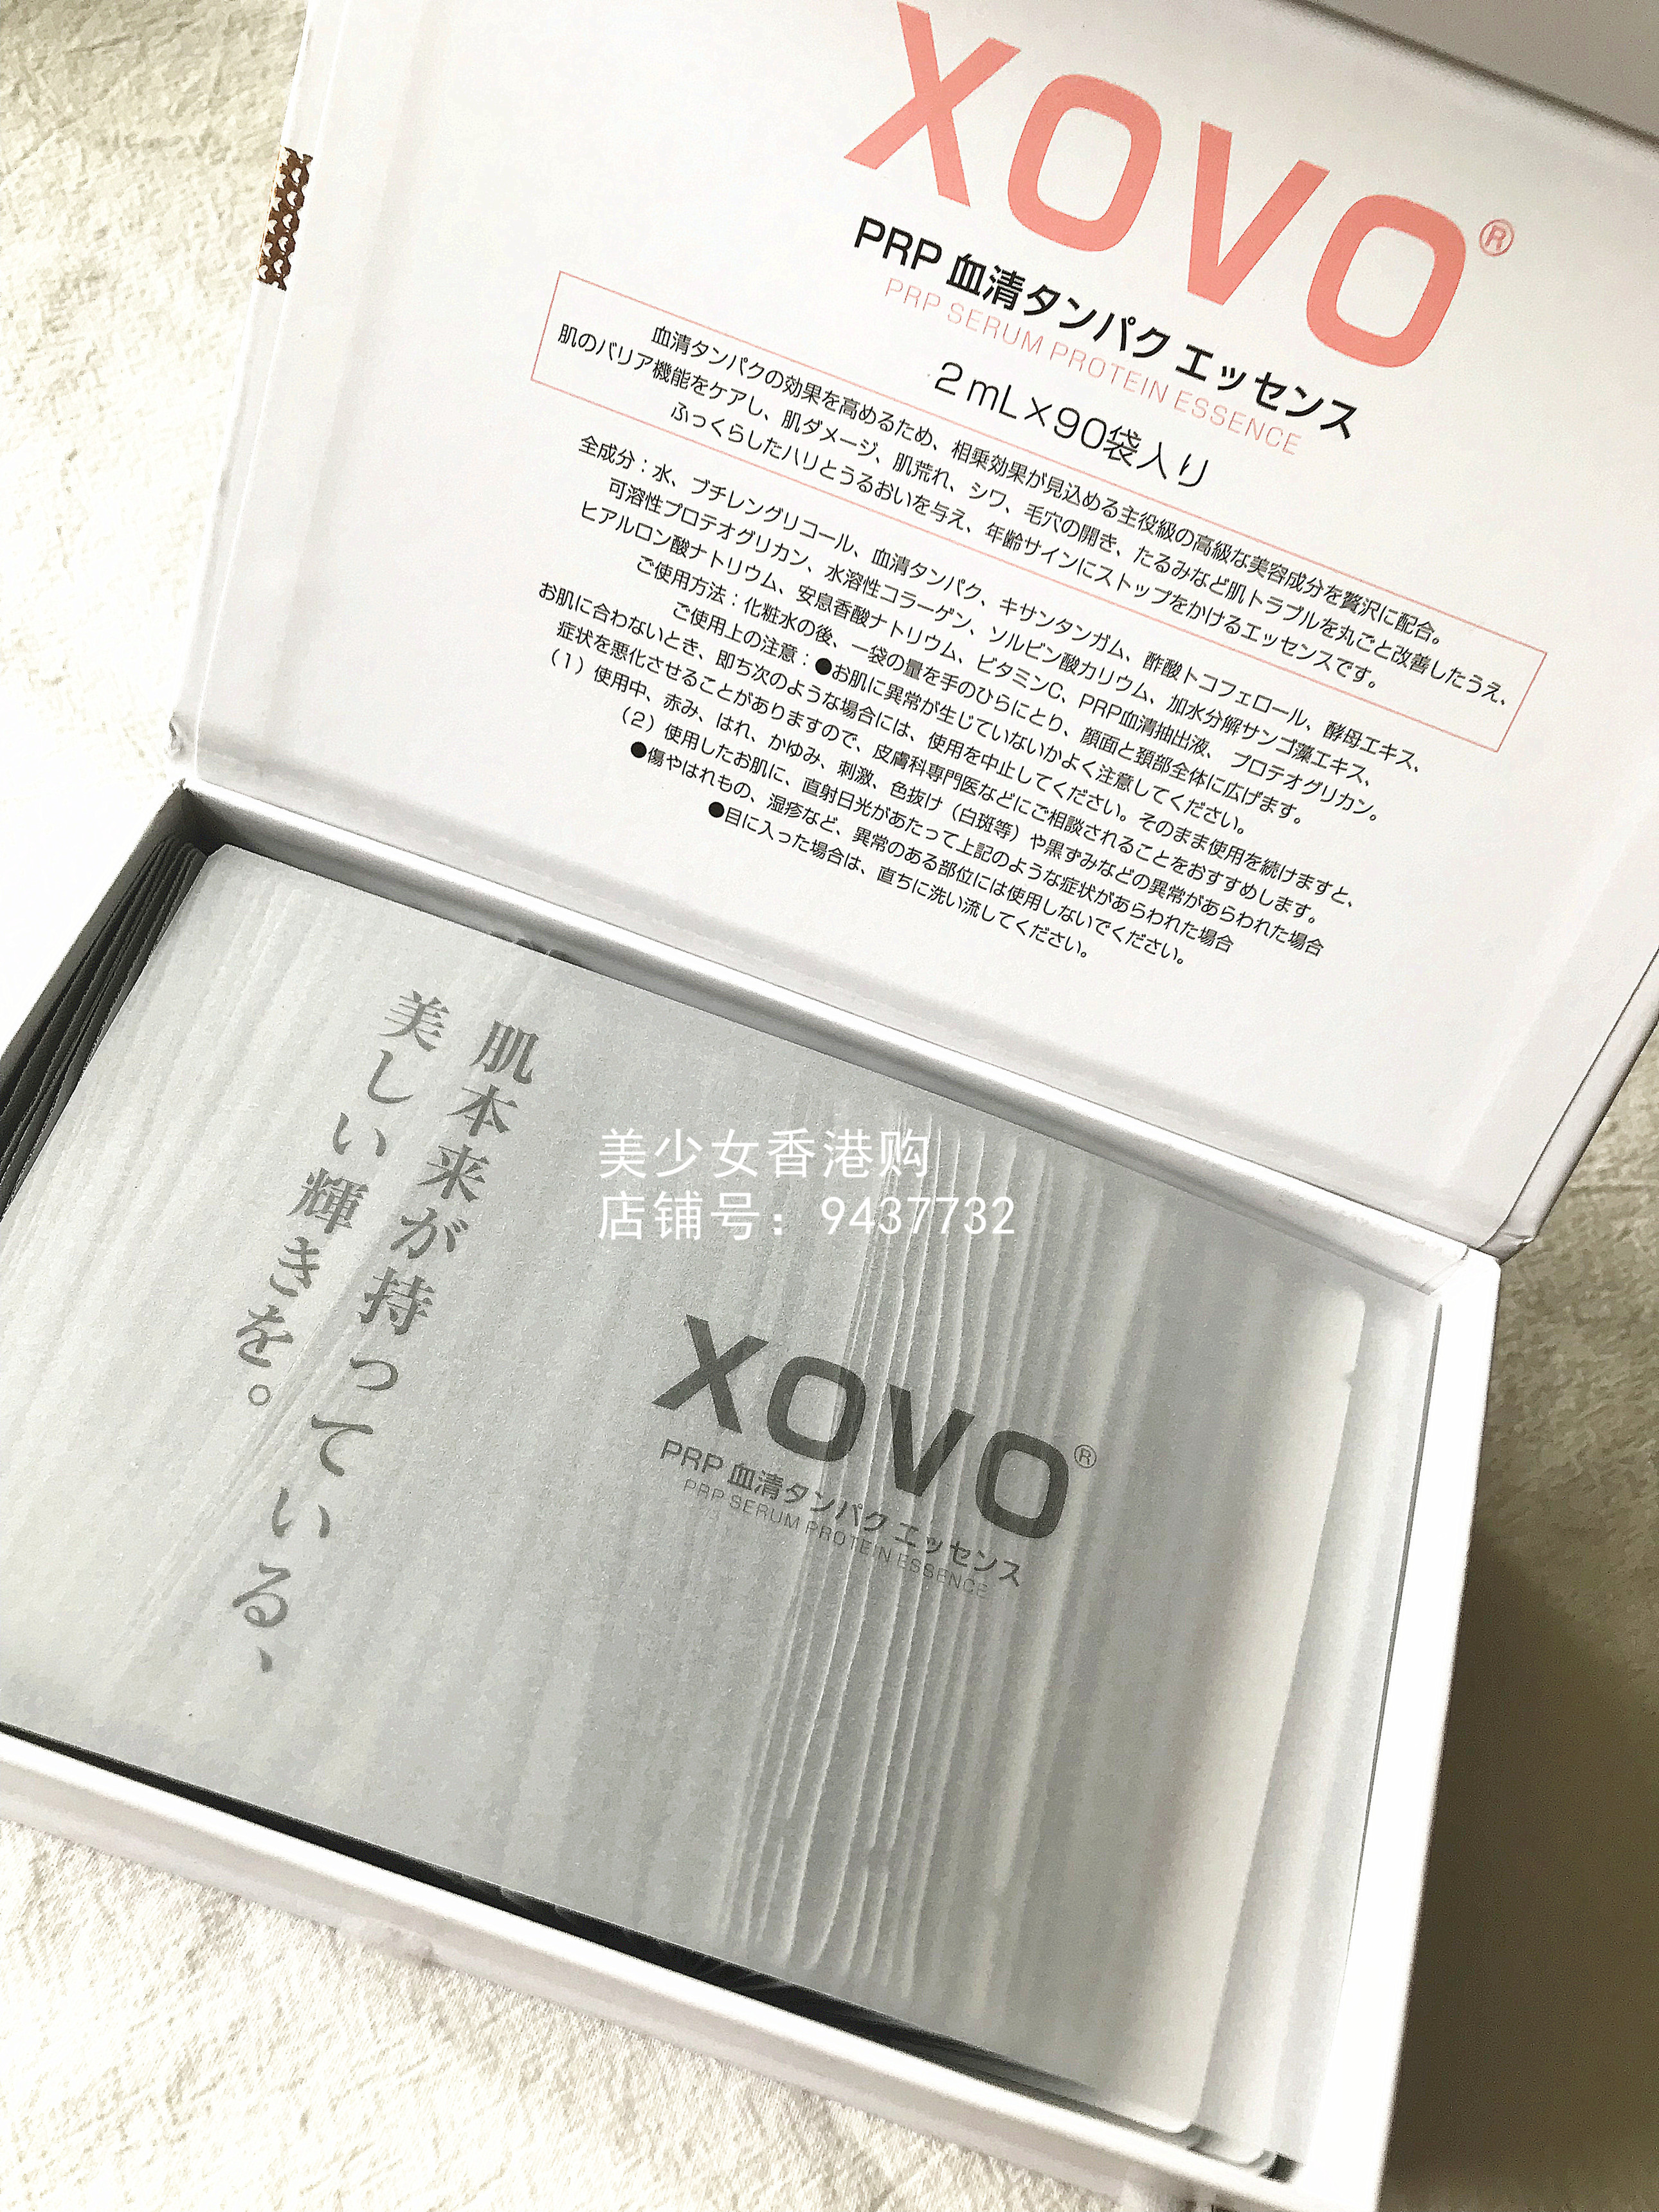 XOVO®
PRP 血清タンパク エッセンス
PRP SERUM PROTEIN ESSENCE
2mL×90袋入り
血清タンパクの効果を高めるため、相乗効果が見込める主役級の高級な美容成分を贅沢に配合。
肌のバリア機能をケアし、肌ダメージ、肌荒れ、シワ、毛穴の開き、たるみなど肌トラブルを丸ごと改善したうえ、
ふっくらしたハリとうるおいを与え、年齢サインにストップをかけるエッセンスです。
全成分：水、ブチレングリコール、血清タンパク、キサンタンガム、酢酸トコフェロール、酵母エキス、
可溶性プロテオグリカン、水溶性コラーゲン、ソルビン酸カリウム、加水分解サンゴ藻エキス、
ヒアルロン酸ナトリウム、安息香酸ナトリウム、ビタミンC、PRP血清抽出液、プロテオグリカン。
ご使用方法：化粧水の後、一袋の量を手のひらにとり、顔面と頚部全体に広げます。
ご使用上の注意：●お肌に異常が生じていないかよく注意してください。
お肌に合わないとき、即ち次のような場合には、使用を中止してください。そのまま使用を続けますと、
症状を悪化させることがありますので、皮膚科専門医などにご相談されることをおすすめします。
（1）使用中、赤み、はれ、かゆみ、刺激、色抜け（白斑等）や黒ずみなどの異常があらわれた場合
（2）使用したお肌に、直射日光があたって上記のような症状があらわれた場合
●傷やはれもの、湿疹など、異常のある部位には使用しないでください。
●目に入った場合は、直ちに洗い流してください。
肌本来が持っている、
美しい輝きを。
美少女香港购
店铺号：9437732
XOVO®
PRP 血清タンパク エッセンス
PRP SERUM PROTEIN ESSENCE